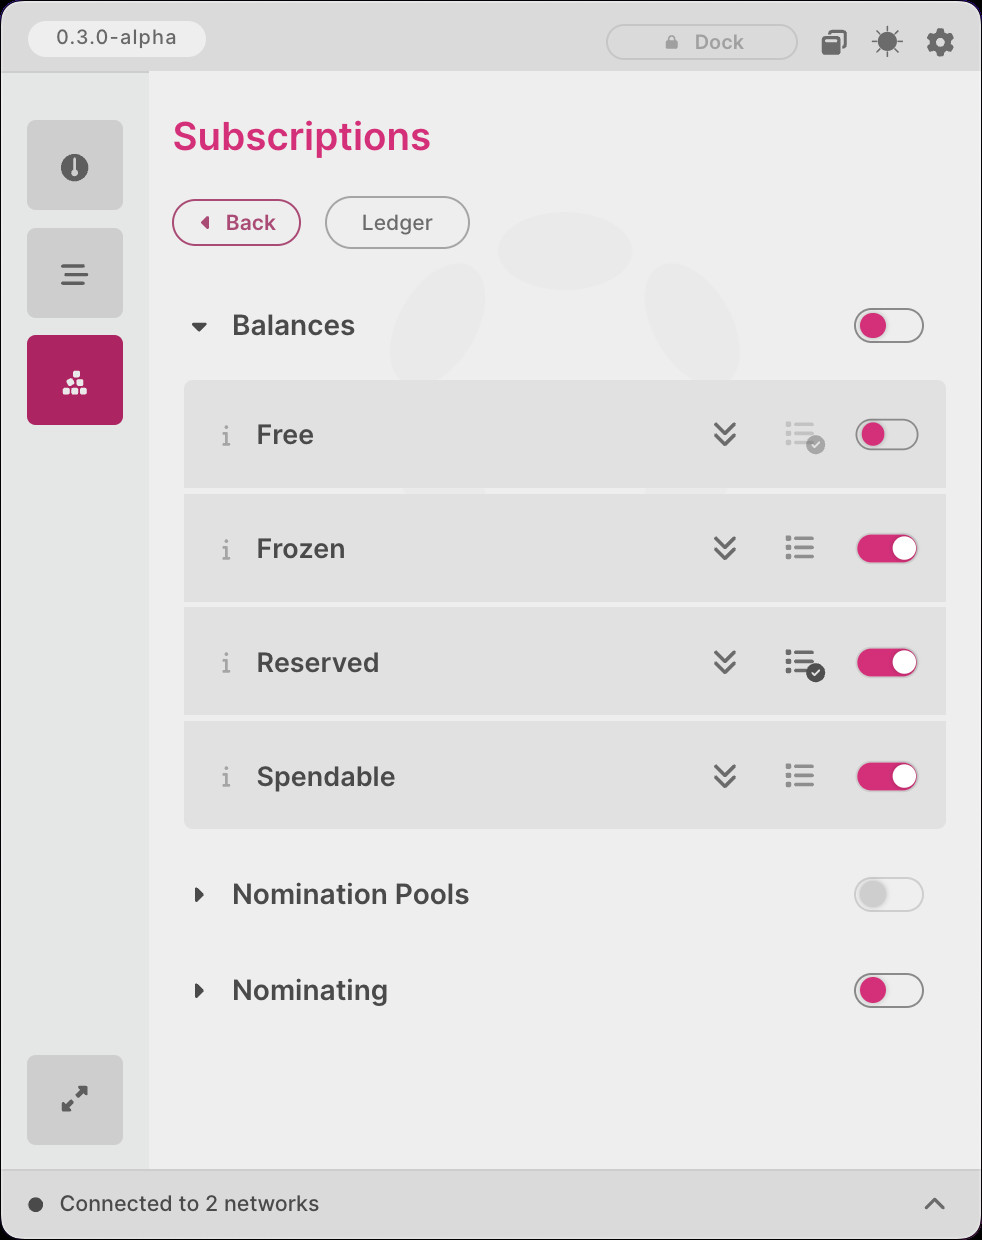 0.3.0-alpha
Dock
Subscriptions
Back
Ledger
Balances
Free
Frozen
Reserved
Spendable
Nomination Pools
Nominating
Connected to 2 networks